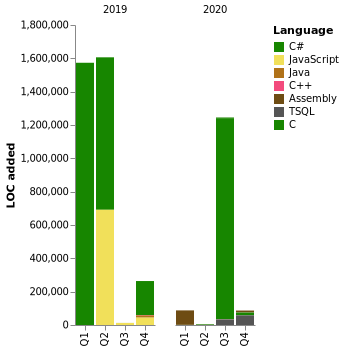 2019 2020
Language
C#
JavaScript
Java
C++
Assembly
TSQL
C
LOC added
1,800,000
1,600,000
1,400,000
1,200,000
1,000,000
800,000
600,000
400,000
200,000
0
Q1 Q2 Q3 Q4 Q1 Q2 Q3 Q4